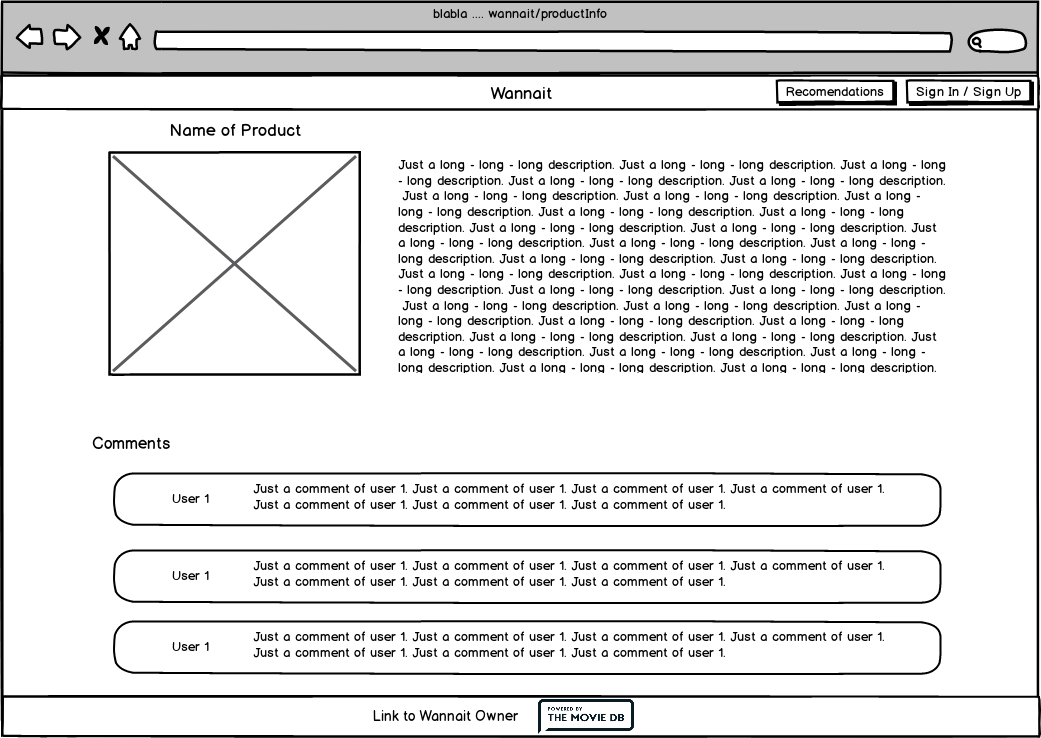 blabla .... wannait/productInfo
Wannait
Recomendations
Sign In / Sign Up
Name of Product
Just a long - long - long description. Just a long - long - long description. Just a long - long
- long description. Just a long - long - long description. Just a long - long - long description.
Just a long - long - long description. Just a long - long - long description. Just a long -
long - long description. Just a long - long - long description. Just a long - long - long
description. Just a long - long - long description. Just a long - long - long description. Just
a long - long - long description. Just a long - long - long description. Just a long - long -
long description. Just a long - long - long description. Just a long - long - long description.
Just a long - long - long description. Just a long - long - long description. Just a long - long
- long description. Just a long - long - long description. Just a long - long - long description.
Just a long - long - long description. Just a long - long - long description. Just a long -
long - long description. Just a long - long - long description. Just a long - long - long
description. Just a long - long - long description. Just a long - long - long description. Just
a long - long - long description. Just a long - long - long description. Just a long - long -
long description. Just a long - long - long description. Just a long - long - long description.
Comments
User 1
Just a comment of user 1. Just a comment of user 1. Just a comment of user 1. Just a comment of user 1.
Just a comment of user 1. Just a comment of user 1. Just a comment of user 1.
User 1
Just a comment of user 1. Just a comment of user 1. Just a comment of user 1. Just a comment of user 1.
Just a comment of user 1. Just a comment of user 1. Just a comment of user 1.
User 1
Just a comment of user 1. Just a comment of user 1. Just a comment of user 1. Just a comment of user 1.
Just a comment of user 1. Just a comment of user 1. Just a comment of user 1.
Link to Wannait Owner
POWERED BY
THE MOVIE DB